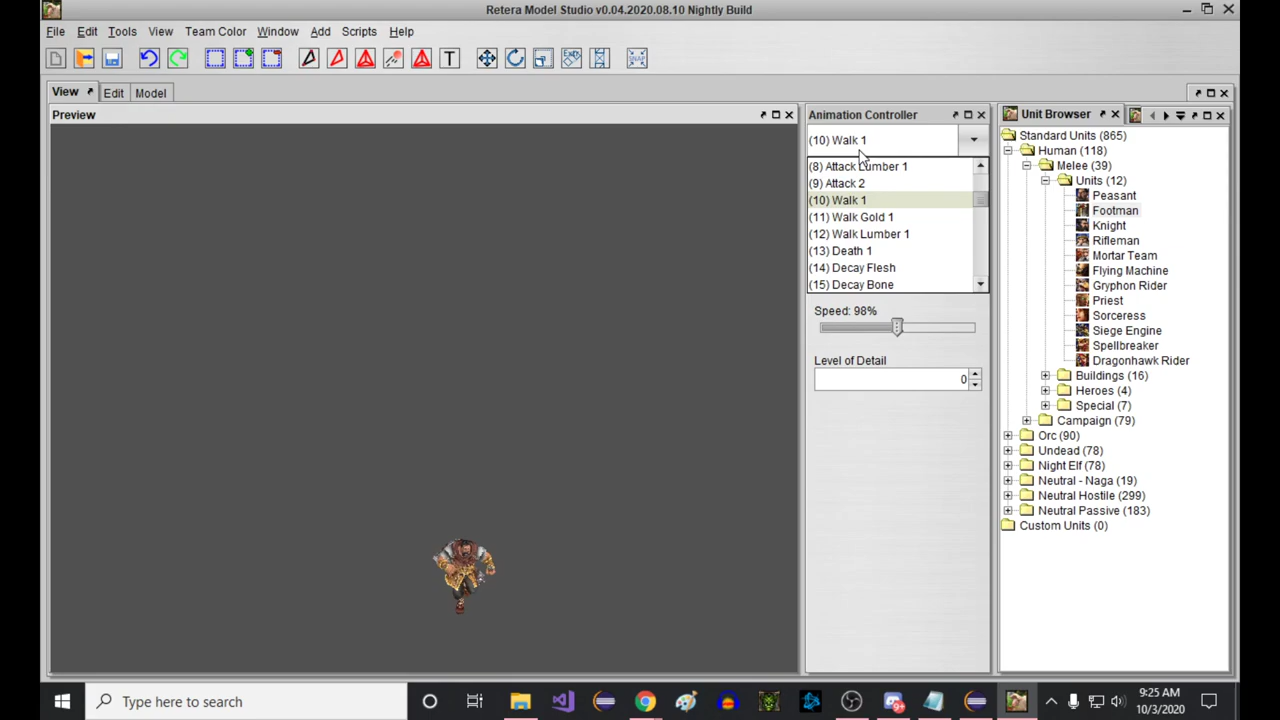 Retera Model Studio v0.04.2020.08.10 Nightly Build
File Edit Tools View Team Color Window Add Scripts Help
T
SNAP
View Edit Model
Preview
Animation Controller
(10) Walk 1
(8) Attack Lumber 1
(9) Attack 2
(10) Walk 1
(11) Walk Gold 1
(12) Walk Lumber 1
(13) Death 1
(14) Decay Flesh
(15) Decay Bone
Speed: 98%
Level of Detail
0
Unit Browser
Standard Units (865)
Human (118)
Melee (39)
Units (12)
Peasant
Footman
Knight
Rifleman
Mortar Team
Flying Machine
Gryphon Rider
Priest
Sorceress
Siege Engine
Spellbreaker
Dragonhawk Rider
Buildings (16)
Heroes (4)
Special (7)
Campaign (79)
Orc (90)
Undead (78)
Night Elf (78)
Neutral - Naga (19)
Neutral Hostile (299)
Neutral Passive (183)
Custom Units (0)
Type here to search
9:25 AM
10/3/2020